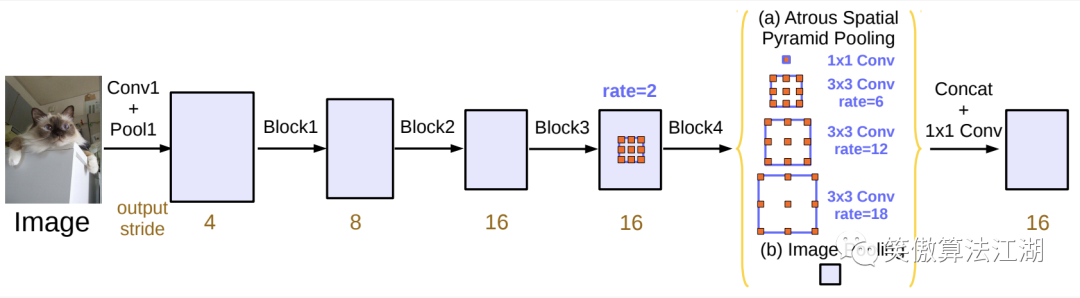 (a) Atrous Spatial
Pyramid Pooling
1x1 Conv
3x3 Conv
rate=6
3x3 Conv
rate=12
3x3 Conv
rate=18
(b) Image Pooling
Conv1
+
Pool1
Block1
Block2
Block3
rate=2
Block4
Concat
+
1x1 Conv
Image
output
stride
4
8
16
16
16
笑傲算法江湖